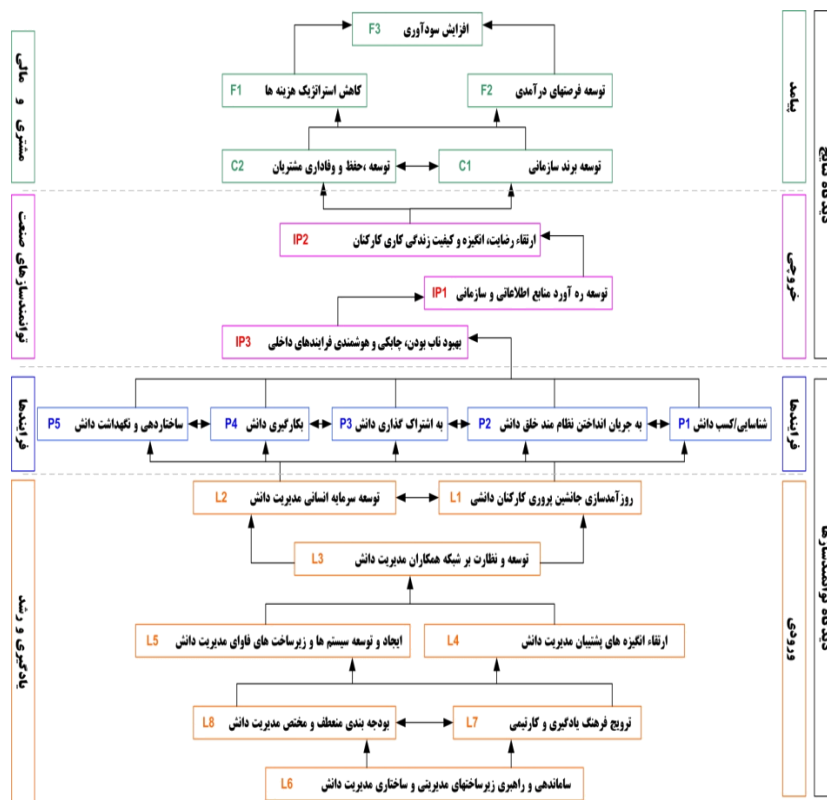 افزایش سودآوری F3
توسعه فرصتهای درآمدی F2
کاهش استراتژیک هزینه ها F1
توسعه برند سازمانی C1
توسعه ،حفظ و وفاداری مشتریان C2
پیامد
مشتری و مالی
دیدگاه نتایج
ارتقاء رضایت، انگیزه و کیفیت زندگی کاری کارکنان IP2
توسعه ره آورد منابع اطلاعاتی و سازمانی IP1
بهبود ناب بودن، چابکی و هوشمندی فرایندهای داخلی IP3
خروجی
توانمندسازهای صنعت
فرایندها
شناسایی/کسب دانش P1
به جریان انداختن نظام مند خلق دانش P2
به اشتراک گذاری دانش P3
بکارگیری دانش P4
ساختاردهی و نگهداشت دانش P5
فرایندها
روزآمدسازی جانشین پروری کارکنان دانشی L1
توسعه سرمایه انسانی مدیریت دانش L2
توسعه و نظارت بر شبکه همکاران مدیریت دانش L3
ارتقاء انگیزه های پشتیبان مدیریت دانش L4
ایجاد و توسعه سیستم ها و زیرساخت های فاوای مدیریت دانش L5
ترویج فرهنگ یادگیری و کارتیمی L7
بودجه بندی منعطف و مختص مدیریت دانش L8
ساماندهی و راهبری زیرساختهای مدیریتی و ساختاری مدیریت دانش L6
ورودی
یادگیری و رشد
دیدگاه توانمندسازها